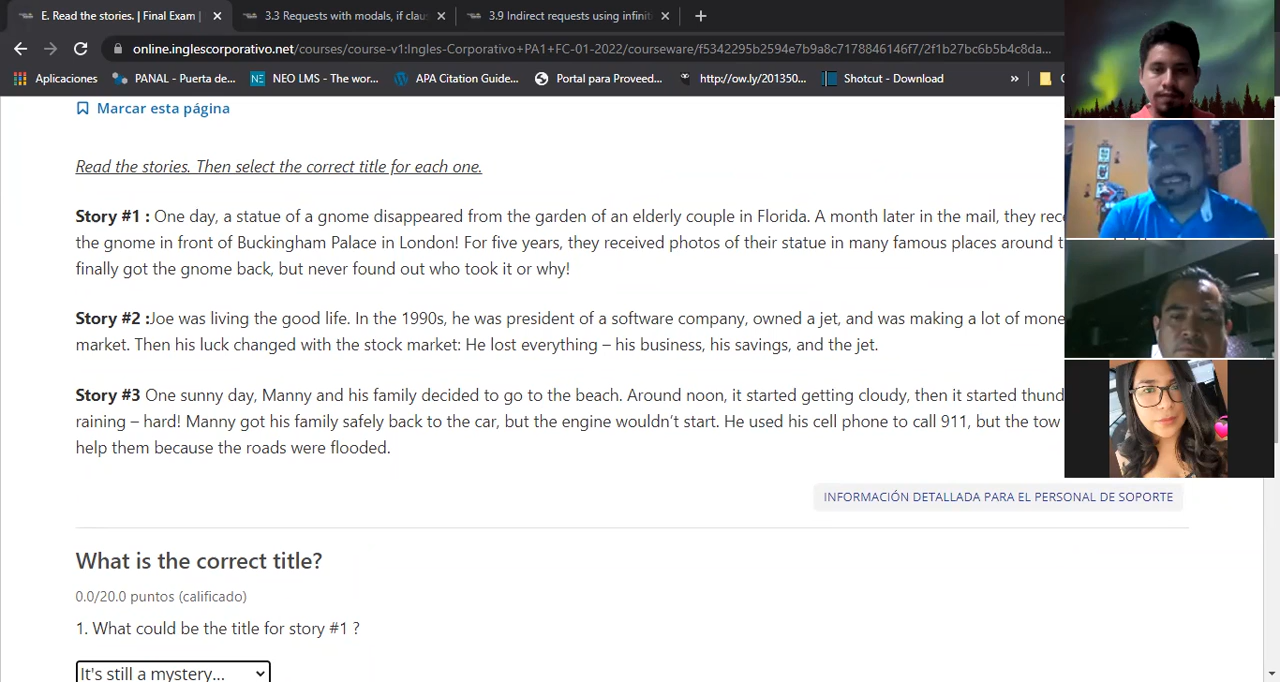 E. Read the stories. | Final Exam |
3.3 Requests with modals, if clau
3.9 Indirect requests using infinit
online.inglescorporativo.net/courses/course-v1:Ingles-Corporativo+PA1+FC-01-2022/courseware/f5342295b2594e7b9a8c7178846146f7/2f1b27bc6b5b4c8da...
Aplicaciones
PANAL - Puerta de...
NEO LMS - The wor...
APA Citation Guide...
Portal para Proveed...
http://ow.ly/201350...
Shotcut - Download
»
Marcar esta página
Read the stories. Then select the correct title for each one.
Story #1 : One day, a statue of a gnome disappeared from the garden of an elderly couple in Florida. A month later in the mail, they rec
the gnome in front of Buckingham Palace in London! For five years, they received photos of their statue in many famous places around t
finally got the gnome back, but never found out who took it or why!
Story #2 :Joe was living the good life. In the 1990s, he was president of a software company, owned a jet, and was making a lot of mone
market. Then his luck changed with the stock market: He lost everything – his business, his savings, and the jet.
Story #3 One sunny day, Manny and his family decided to go to the beach. Around noon, it started getting cloudy, then it started thund
raining – hard! Manny got his family safely back to the car, but the engine wouldn't start. He used his cell phone to call 911, but the tow
help them because the roads were flooded.
INFORMACIÓN DETALLADA PARA EL PERSONAL DE SOPORTE
What is the correct title?
0.0/20.0 puntos (calificado)
1. What could be the title for story #1 ?
It's still a mystery...